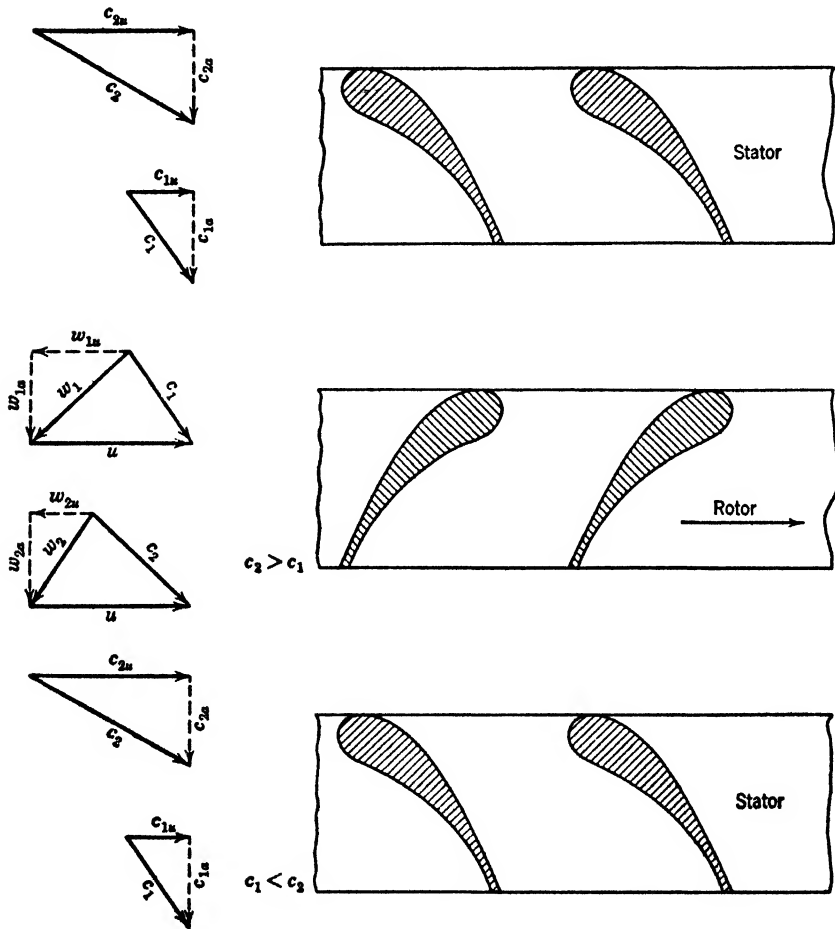 c₂ᵤ
c₂ₐ
c₂
Stator
c₁ᵤ
c₁ₐ
c₁
w₁ᵤ
w₁ₐ
w₁
c₁
u
Rotor
w₂ᵤ
w₂ₐ
w₂
c₂
u
c₂ > c₁
c₂ᵤ
c₂ₐ
c₂
Stator
c₁ᵤ
c₁ₐ
c₁
c₁ < c₂